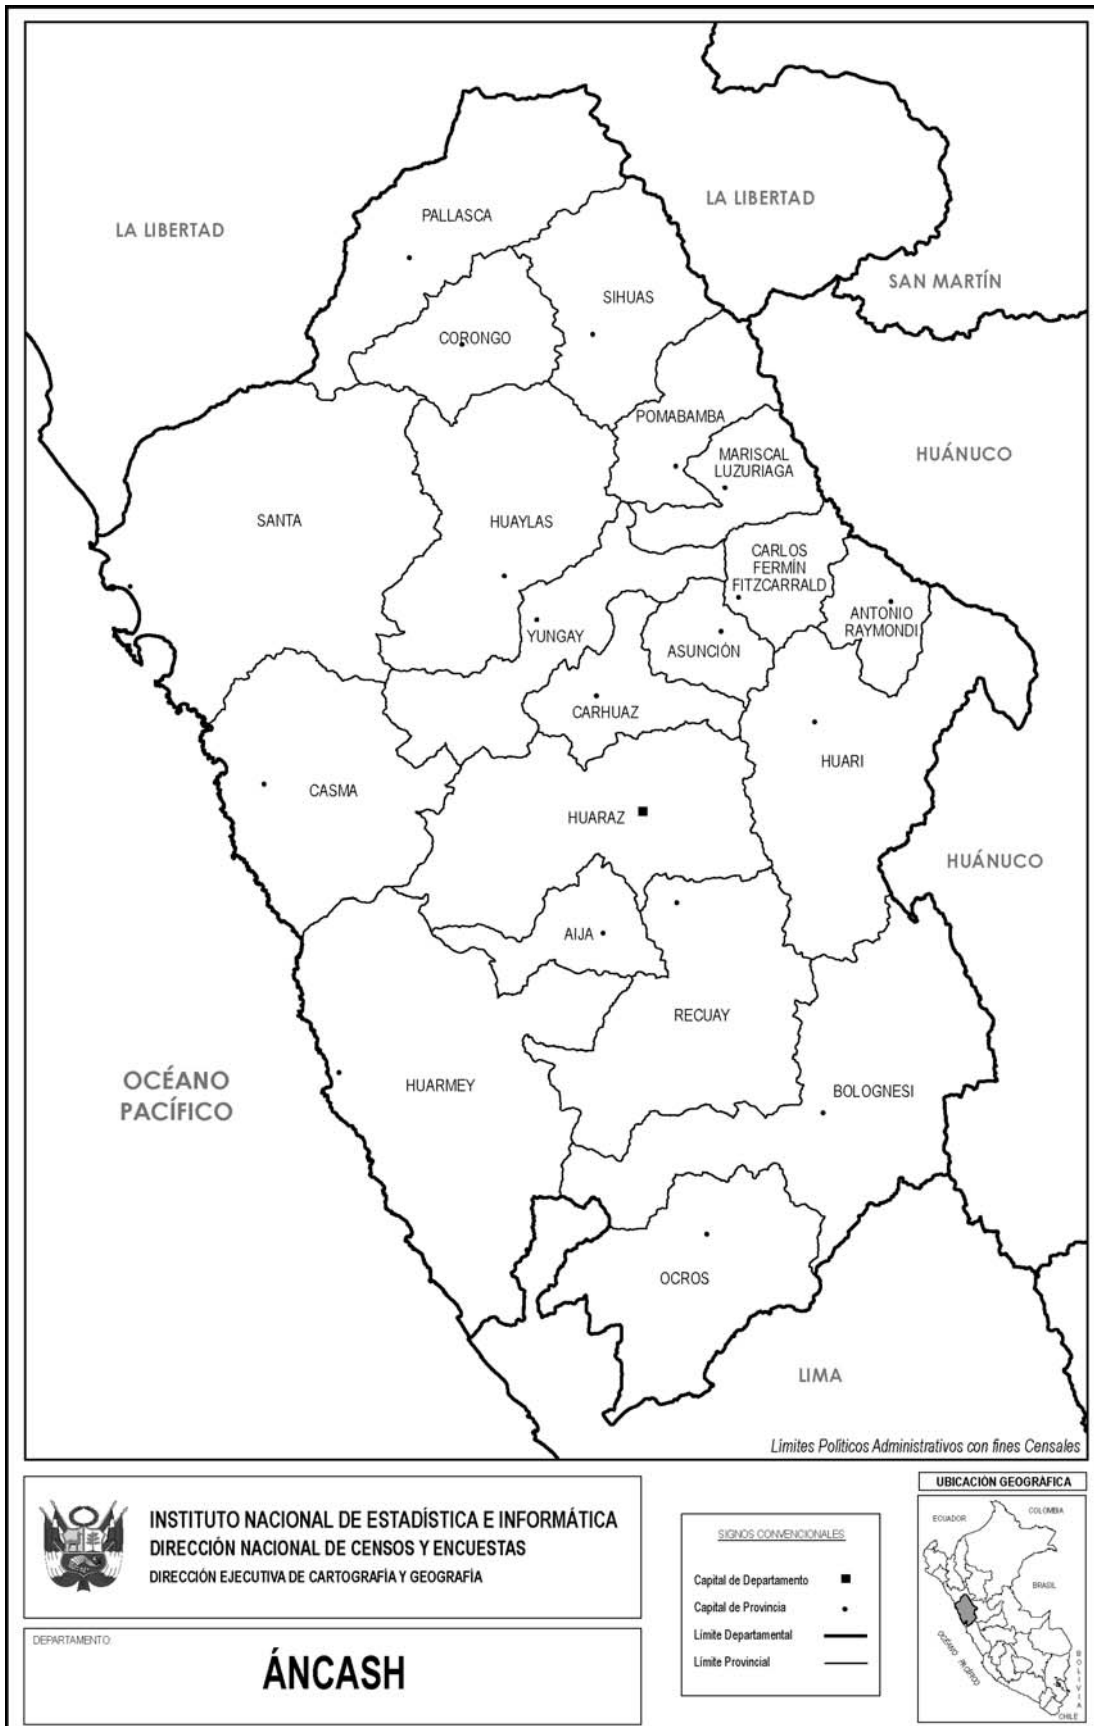 LA LIBERTAD
LA LIBERTAD
PALLASCA
SAN MARTÍN
SIHUAS
CORONGO
POMABAMBA
MARISCAL
LUZURIAGA
HUÁNUCO
SANTA
HUAYLAS
CARLOS
FERMÍN
FITZCARRALD
ANTONIO
RAYMONDI
YUNGAY
ASUNCIÓN
CARHUAZ
HUARI
CASMA
HUARAZ
HUÁNUCO
AIJA
RECUAY
OCÉANO
PACÍFICO
HUARMEY
BOLOGNESI
OCROS
LIMA
Límites Políticos Administrativos con fines Censales
INSTITUTO NACIONAL DE ESTADÍSTICA E INFORMÁTICA
DIRECCIÓN NACIONAL DE CENSOS Y ENCUESTAS
DIRECCIÓN EJECUTIVA DE CARTOGRAFÍA Y GEOGRAFÍA
DEPARTAMENTO:
ÁNCASH
SIGNOS CONVENCIONALES
Capital de Departamento
Capital de Provincia
Límite Departamental
Límite Provincial
UBICACIÓN GEOGRÁFICA
ECUADOR
COLOMBIA
BRASIL
OCÉANO PACÍFICO
BOLIVIA
CHILE